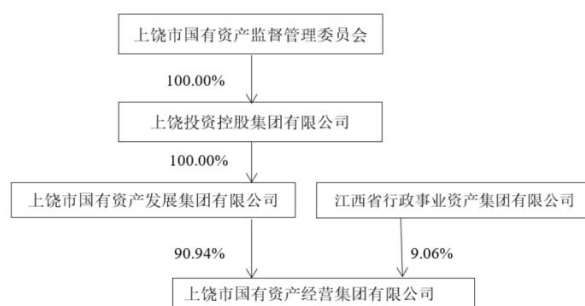 上饶市国有资产监督管理委员会
100.00%
上饶投资控股集团有限公司
100.00%
上饶市国有资产发展集团有限公司
江西省行政事业资产集团有限公司
90.94%
9.06%
上饶市国有资产经营集团有限公司